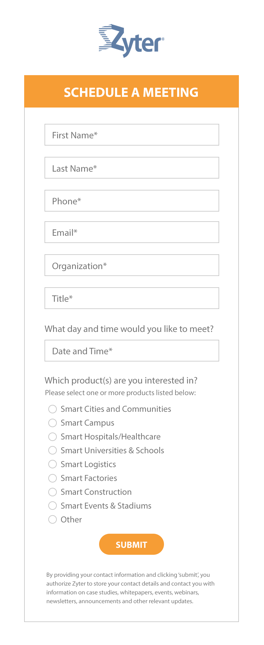 Zyter
SCHEDULE A MEETING
First Name*
Last Name*
Phone*
Email*
Organization*
Title*
What day and time would you like to meet?
Date and Time*
Which product(s) are you interested in?
Please select one or more products listed below:
Smart Cities and Communities
Smart Campus
Smart Hospitals/Healthcare
Smart Universities & Schools
Smart Logistics
Smart Factories
Smart Construction
Smart Events & Stadiums
Other
SUBMIT
By providing your contact information and clicking 'submit', you
authorize Zyter to store your contact details and contact you with
information on case studies, whitepapers, events, webinars,
newsletters, announcements and other relevant updates.